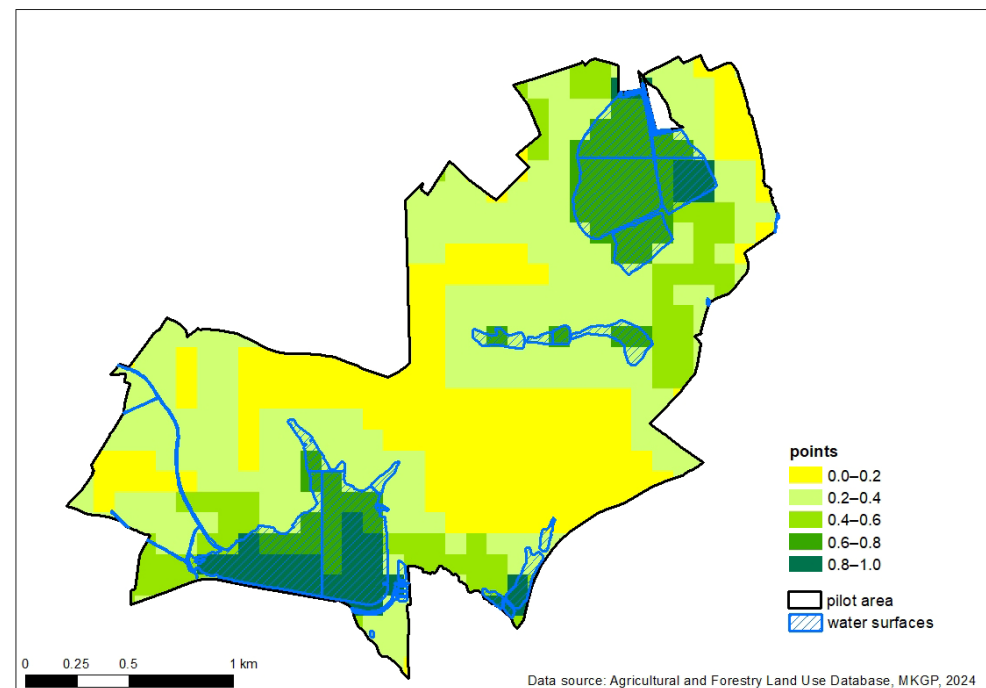 points
0.0–0.2
0.2–0.4
0.4–0.6
0.6–0.8
0.8–1.0
pilot area
water surfaces
0 0.25 0.5 1 km
Data source: Agricultural and Forestry Land Use Database, MKGP, 2024